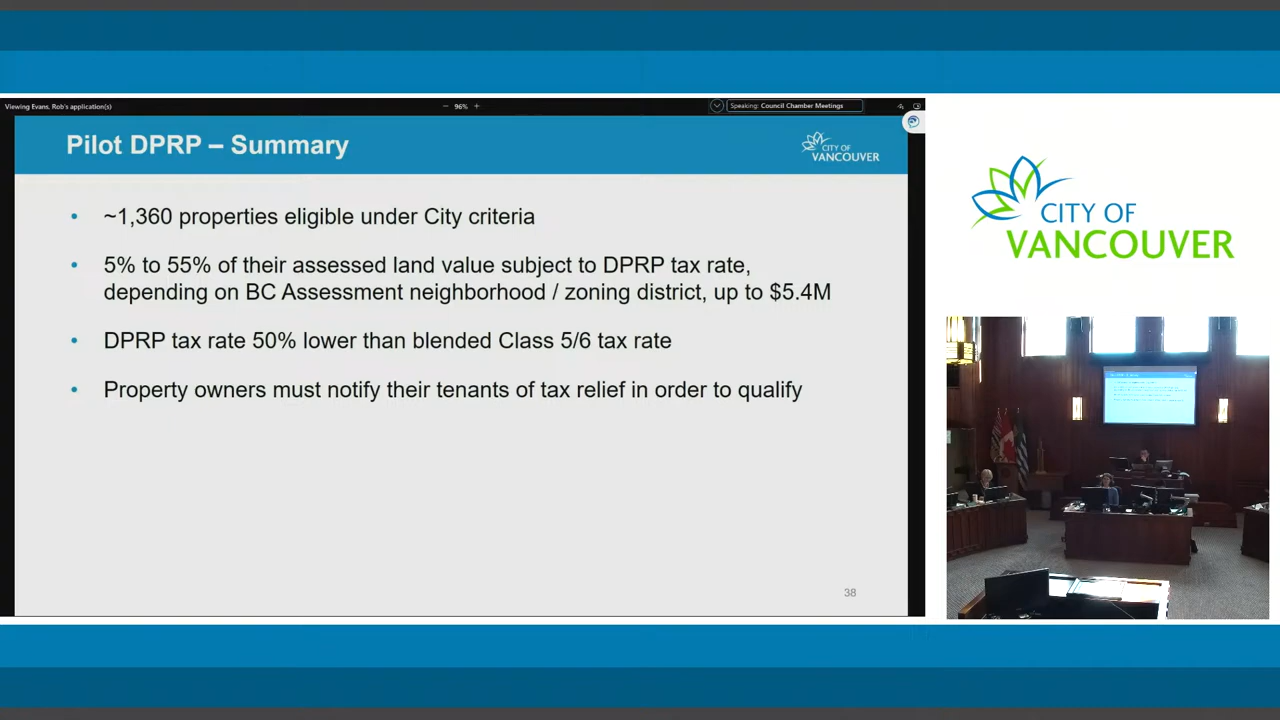 Viewing Evans, Rob's application(s)
96%
Speaking: Council Chamber Meetings
Pilot DPRP – Summary
CITY OF
VANCOUVER
• ~1,360 properties eligible under City criteria
• 5% to 55% of their assessed land value subject to DPRP tax rate,
depending on BC Assessment neighborhood / zoning district, up to $5.4M
• DPRP tax rate 50% lower than blended Class 5/6 tax rate
• Property owners must notify their tenants of tax relief in order to qualify
38
CITY OF
VANCOUVER